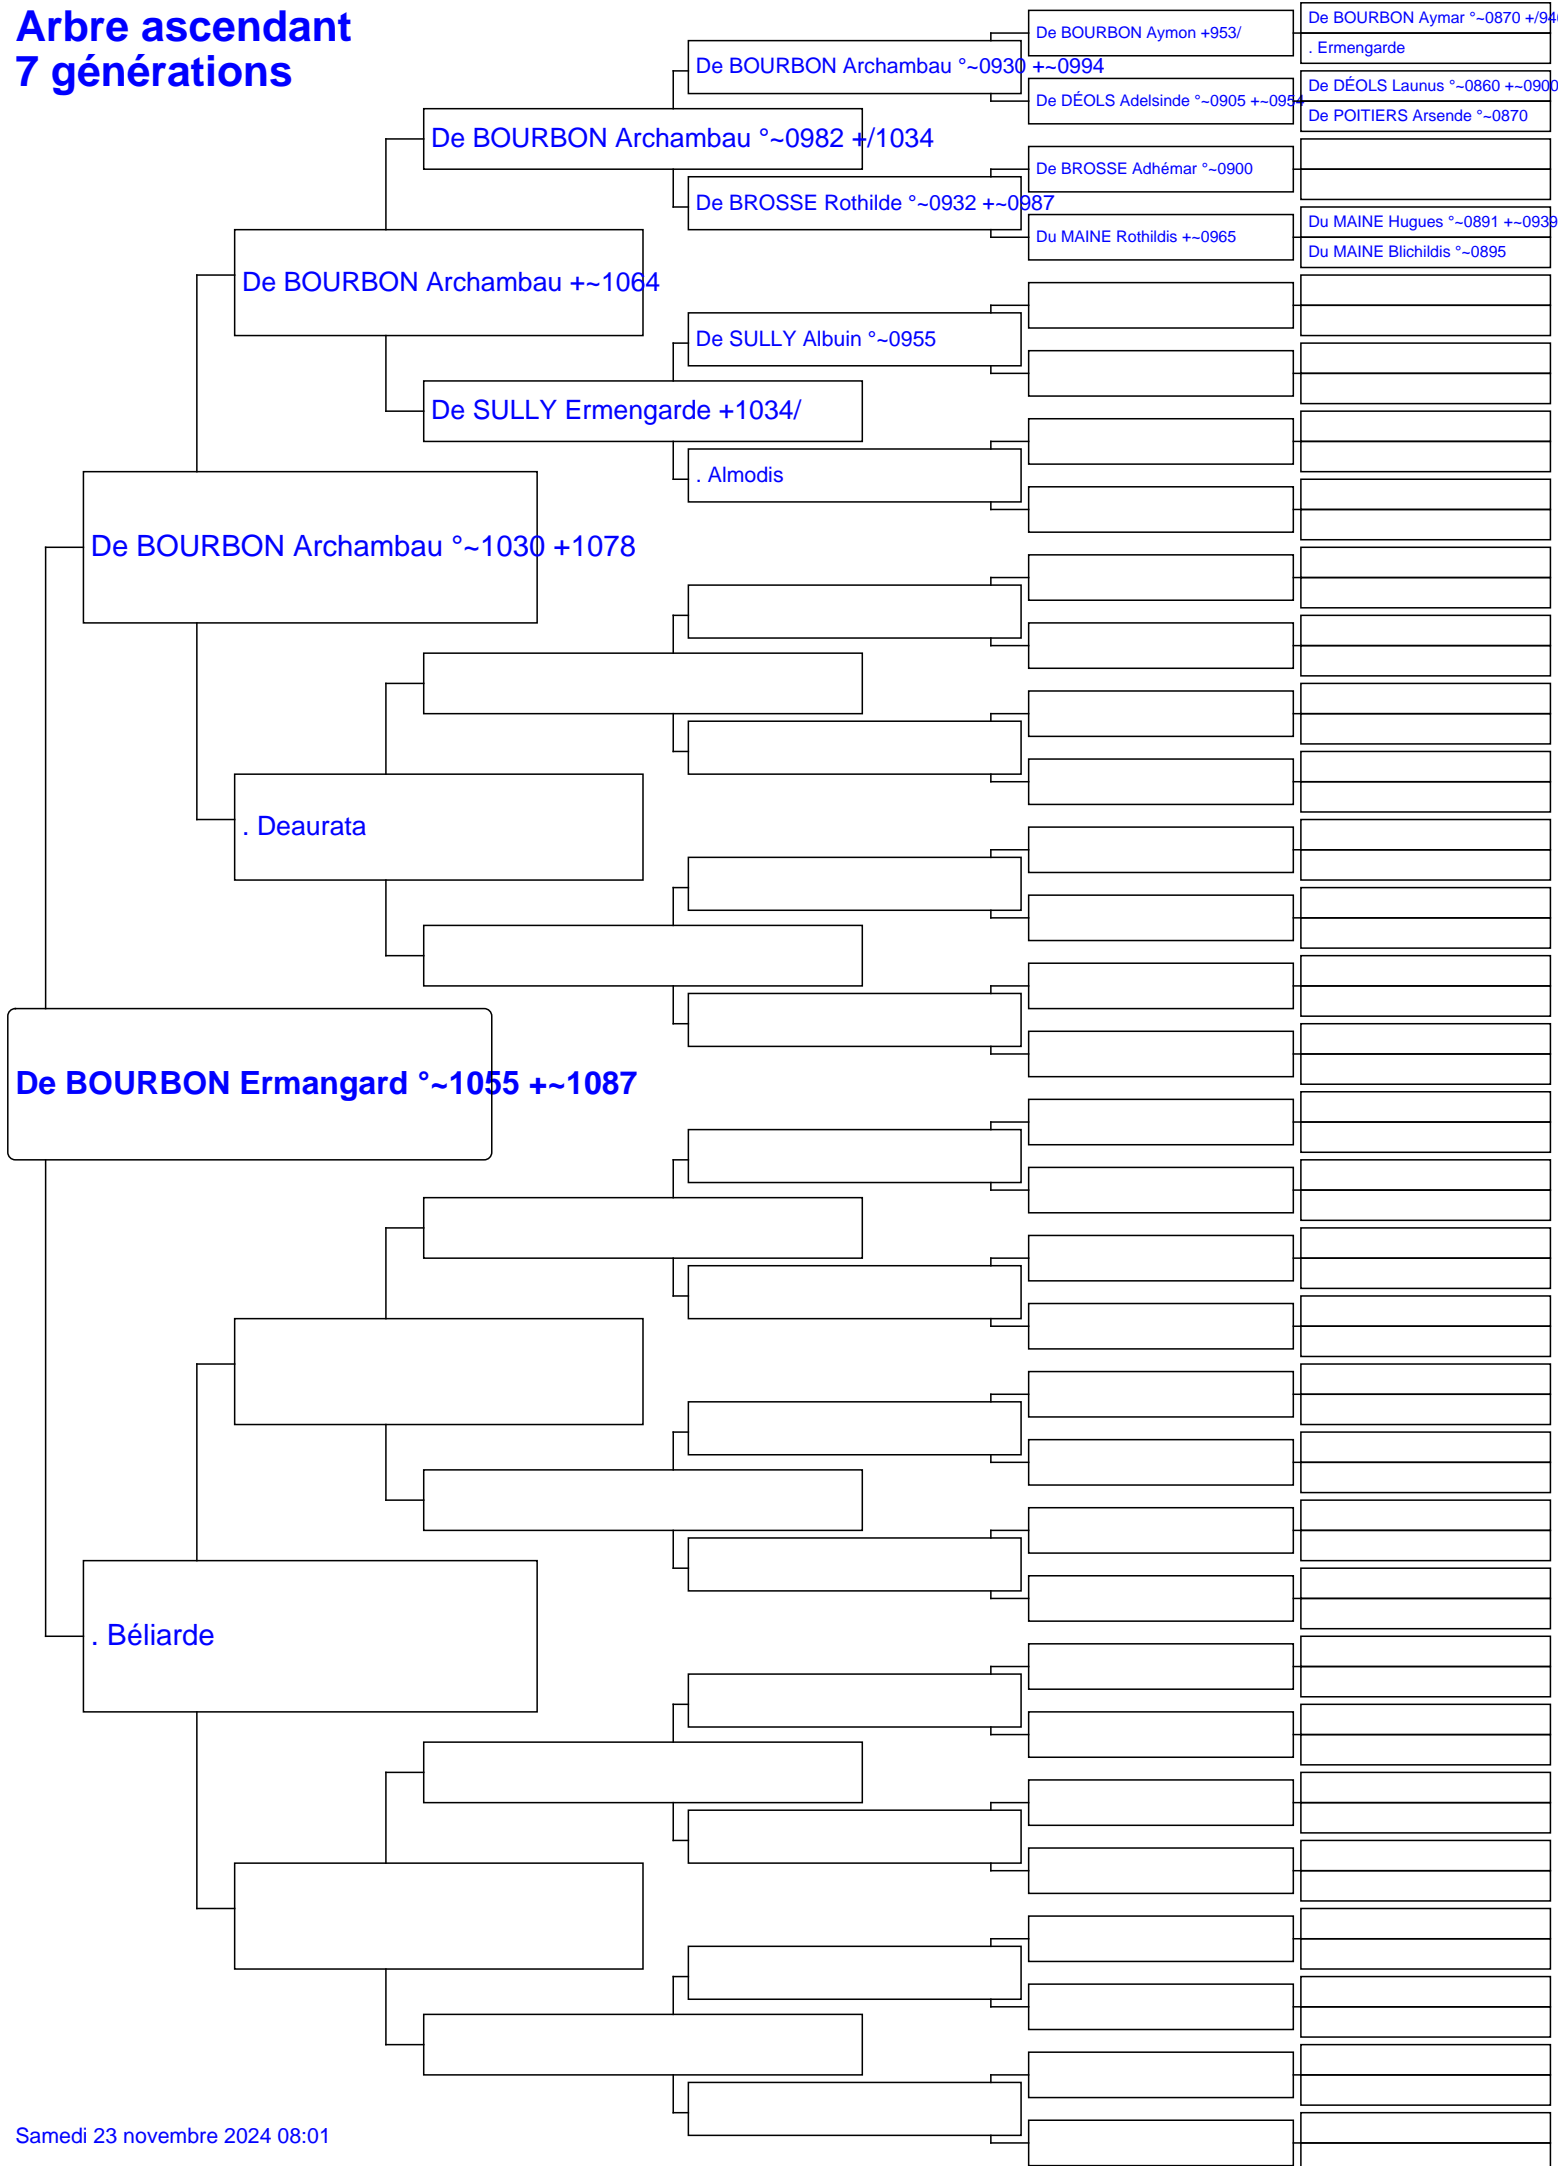 Arbre ascendant
7 générations
De BOURBON Aymar °~0870 +/94
De BOURBON Aymon +953/
. Ermengarde
De BOURBON Archambau °~0930 +~0994
De DÉOLS Launus °~0860 +~0900
De DÉOLS Adelsinde °~0905 +~0954
De POITIERS Arsende °~0870
De BOURBON Archambau °~0982 +/1034
De BROSSE Adhémar °~0900
De BROSSE Rothilde °~0932 +~0987
Du MAINE Hugues °~0891 +~0939
Du MAINE Rothildis +~0965
Du MAINE Blichildis °~0895
De BOURBON Archambau +~1064
De SULLY Albuin °~0955
De SULLY Ermengarde +1034/
. Almodis
De BOURBON Archambau °~1030 +1078
. Deaurata
De BOURBON Ermangard °~1055 +~1087
. Béliarde
Samedi 23 novembre 2024 08:01